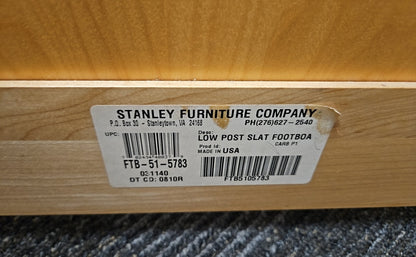 STANLEY FURNITURE COMPANY
P.O. Box 30 - Stanleytown, VA 24168 PH(276)627-2540
UPC: Desc:
LOW POST SLAT FOOTBOA
Prod Id: CARB P1
MADE IN USA
FTB-51-5783
021140 FTB5105783
DT CD: 0810R